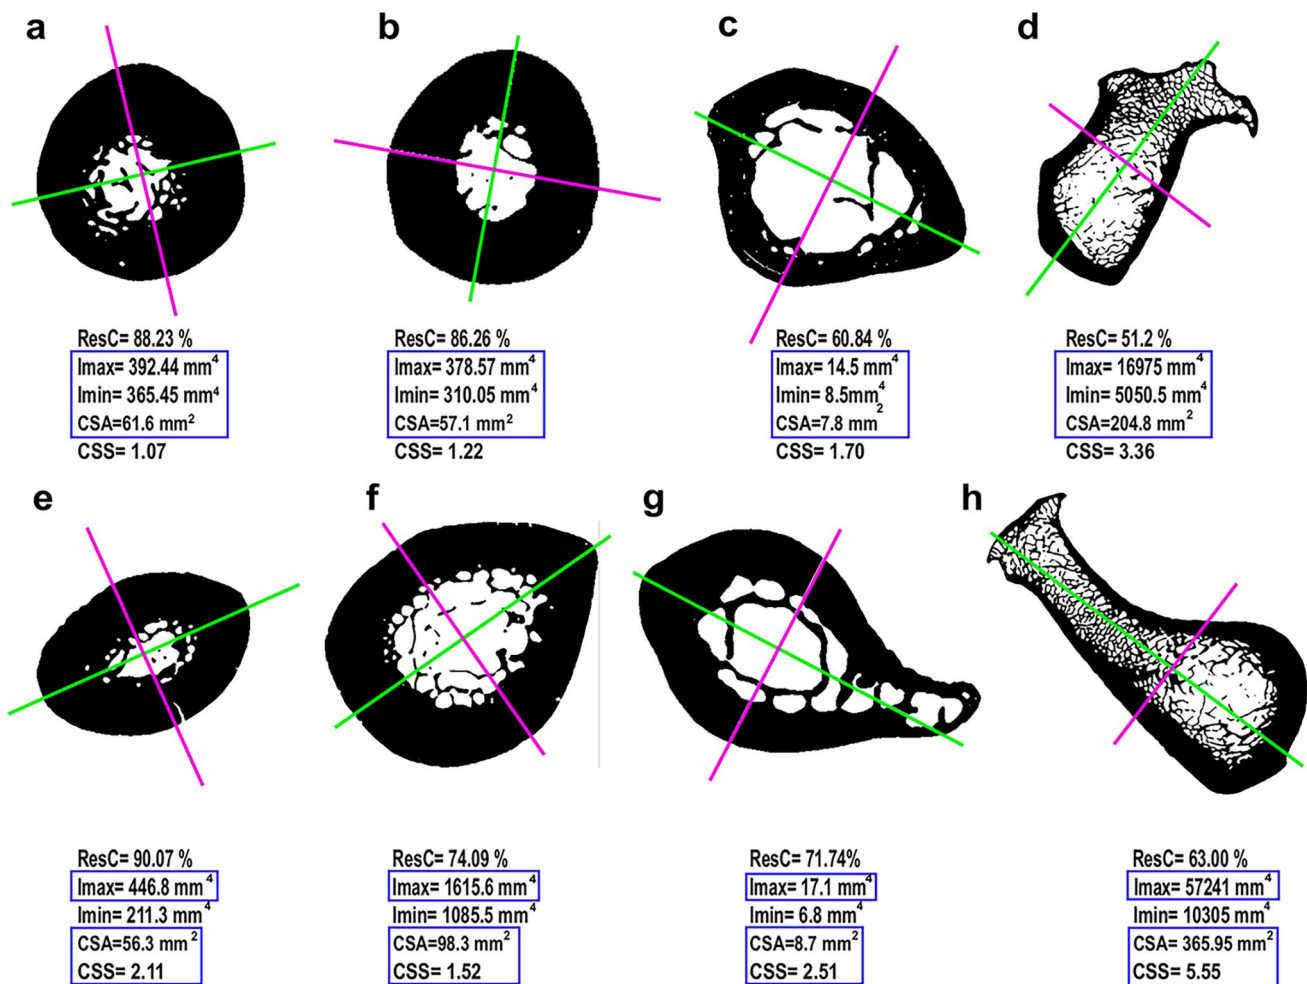 a
b
c
d
ResC= 88.23 %
Imax= 392.44 mm⁴
Imin= 365.45 mm⁴
CSA=61.6 mm²
CSS= 1.07
ResC= 86.26 %
Imax= 378.57 mm⁴
Imin= 310.05 mm⁴
CSA=57.1 mm²
CSS= 1.22
ResC= 60.84 %
Imax= 14.5 mm⁴
Imin= 8.5mm⁴
CSA=7.8 mm²
CSS= 1.70
ResC= 51.2 %
Imax= 16975 mm⁴
Imin= 5050.5 mm⁴
CSA=204.8 mm²
CSS= 3.36
e
f
g
h
ResC= 90.07 %
Imax= 446.8 mm⁴
Imin= 211.3 mm⁴
CSA=56.3 mm²
CSS= 2.11
ResC= 74.09 %
Imax= 1615.6 mm⁴
Imin= 1085.5 mm⁴
CSA=98.3 mm²
CSS= 1.52
ResC= 71.74%
Imax= 17.1 mm⁴
Imin= 6.8 mm⁴
CSA=8.7 mm²
CSS= 2.51
ResC= 63.00 %
Imax= 57241 mm⁴
Imin= 10305 mm⁴
CSA= 365.95 mm²
CSS= 5.55